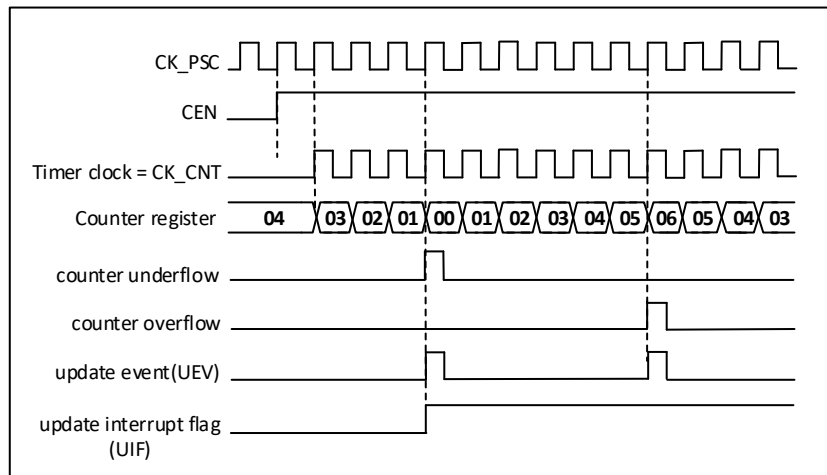 CK_PSC
CEN
Timer clock = CK_CNT
Counter register 04 03 02 01 00 01 02 03 04 05 06 05 04 03
counter underflow
counter overflow
update event(UEV)
update interrupt flag
(UIF)